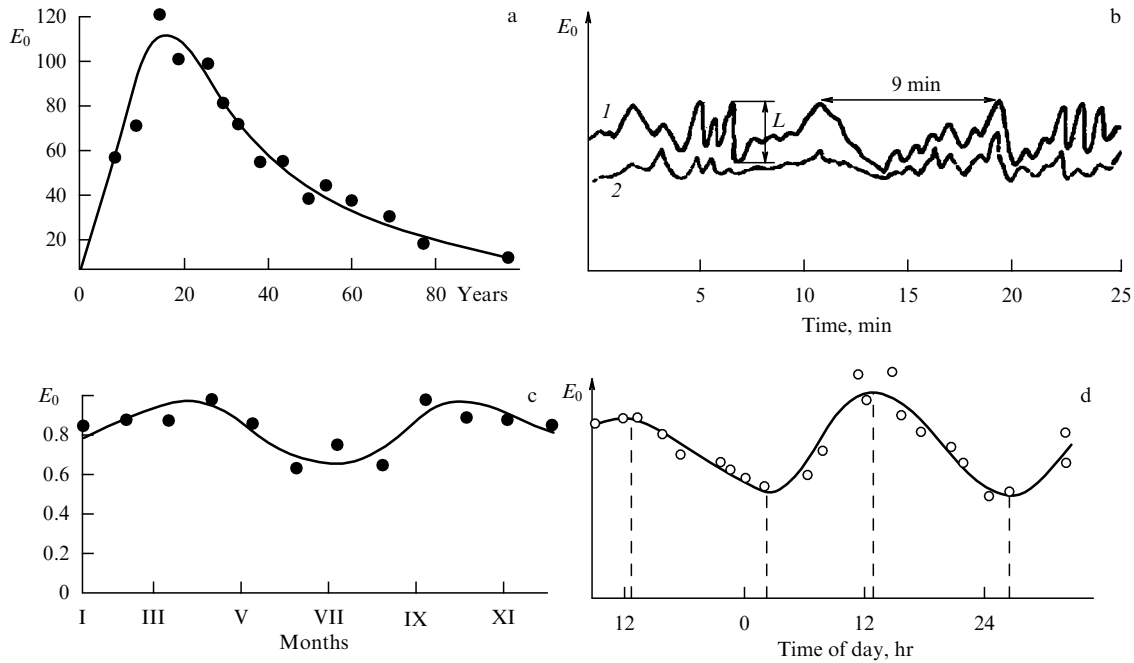 a
E0
120
100
80
60
40
20
0 20 40 60 80 Years
b
E0
1
2
L
9 min
5 10 15 20 25
Time, min
c
E0
0.8
0.6
0.4
0.2
0
I III V VII IX XI
Months
d
E0
12 0 12 24
Time of day, hr